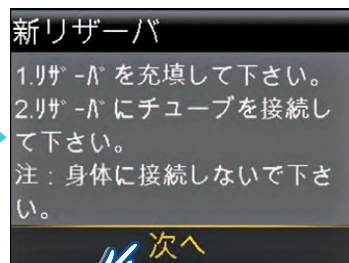 新リザーバ
1.ﾘｻﾞｰﾊﾞを充填して下さい。
2.ﾘｻﾞｰﾊﾞにチューブを接続し
て下さい。
注：身体に接続しないで下さ
い。
次へ